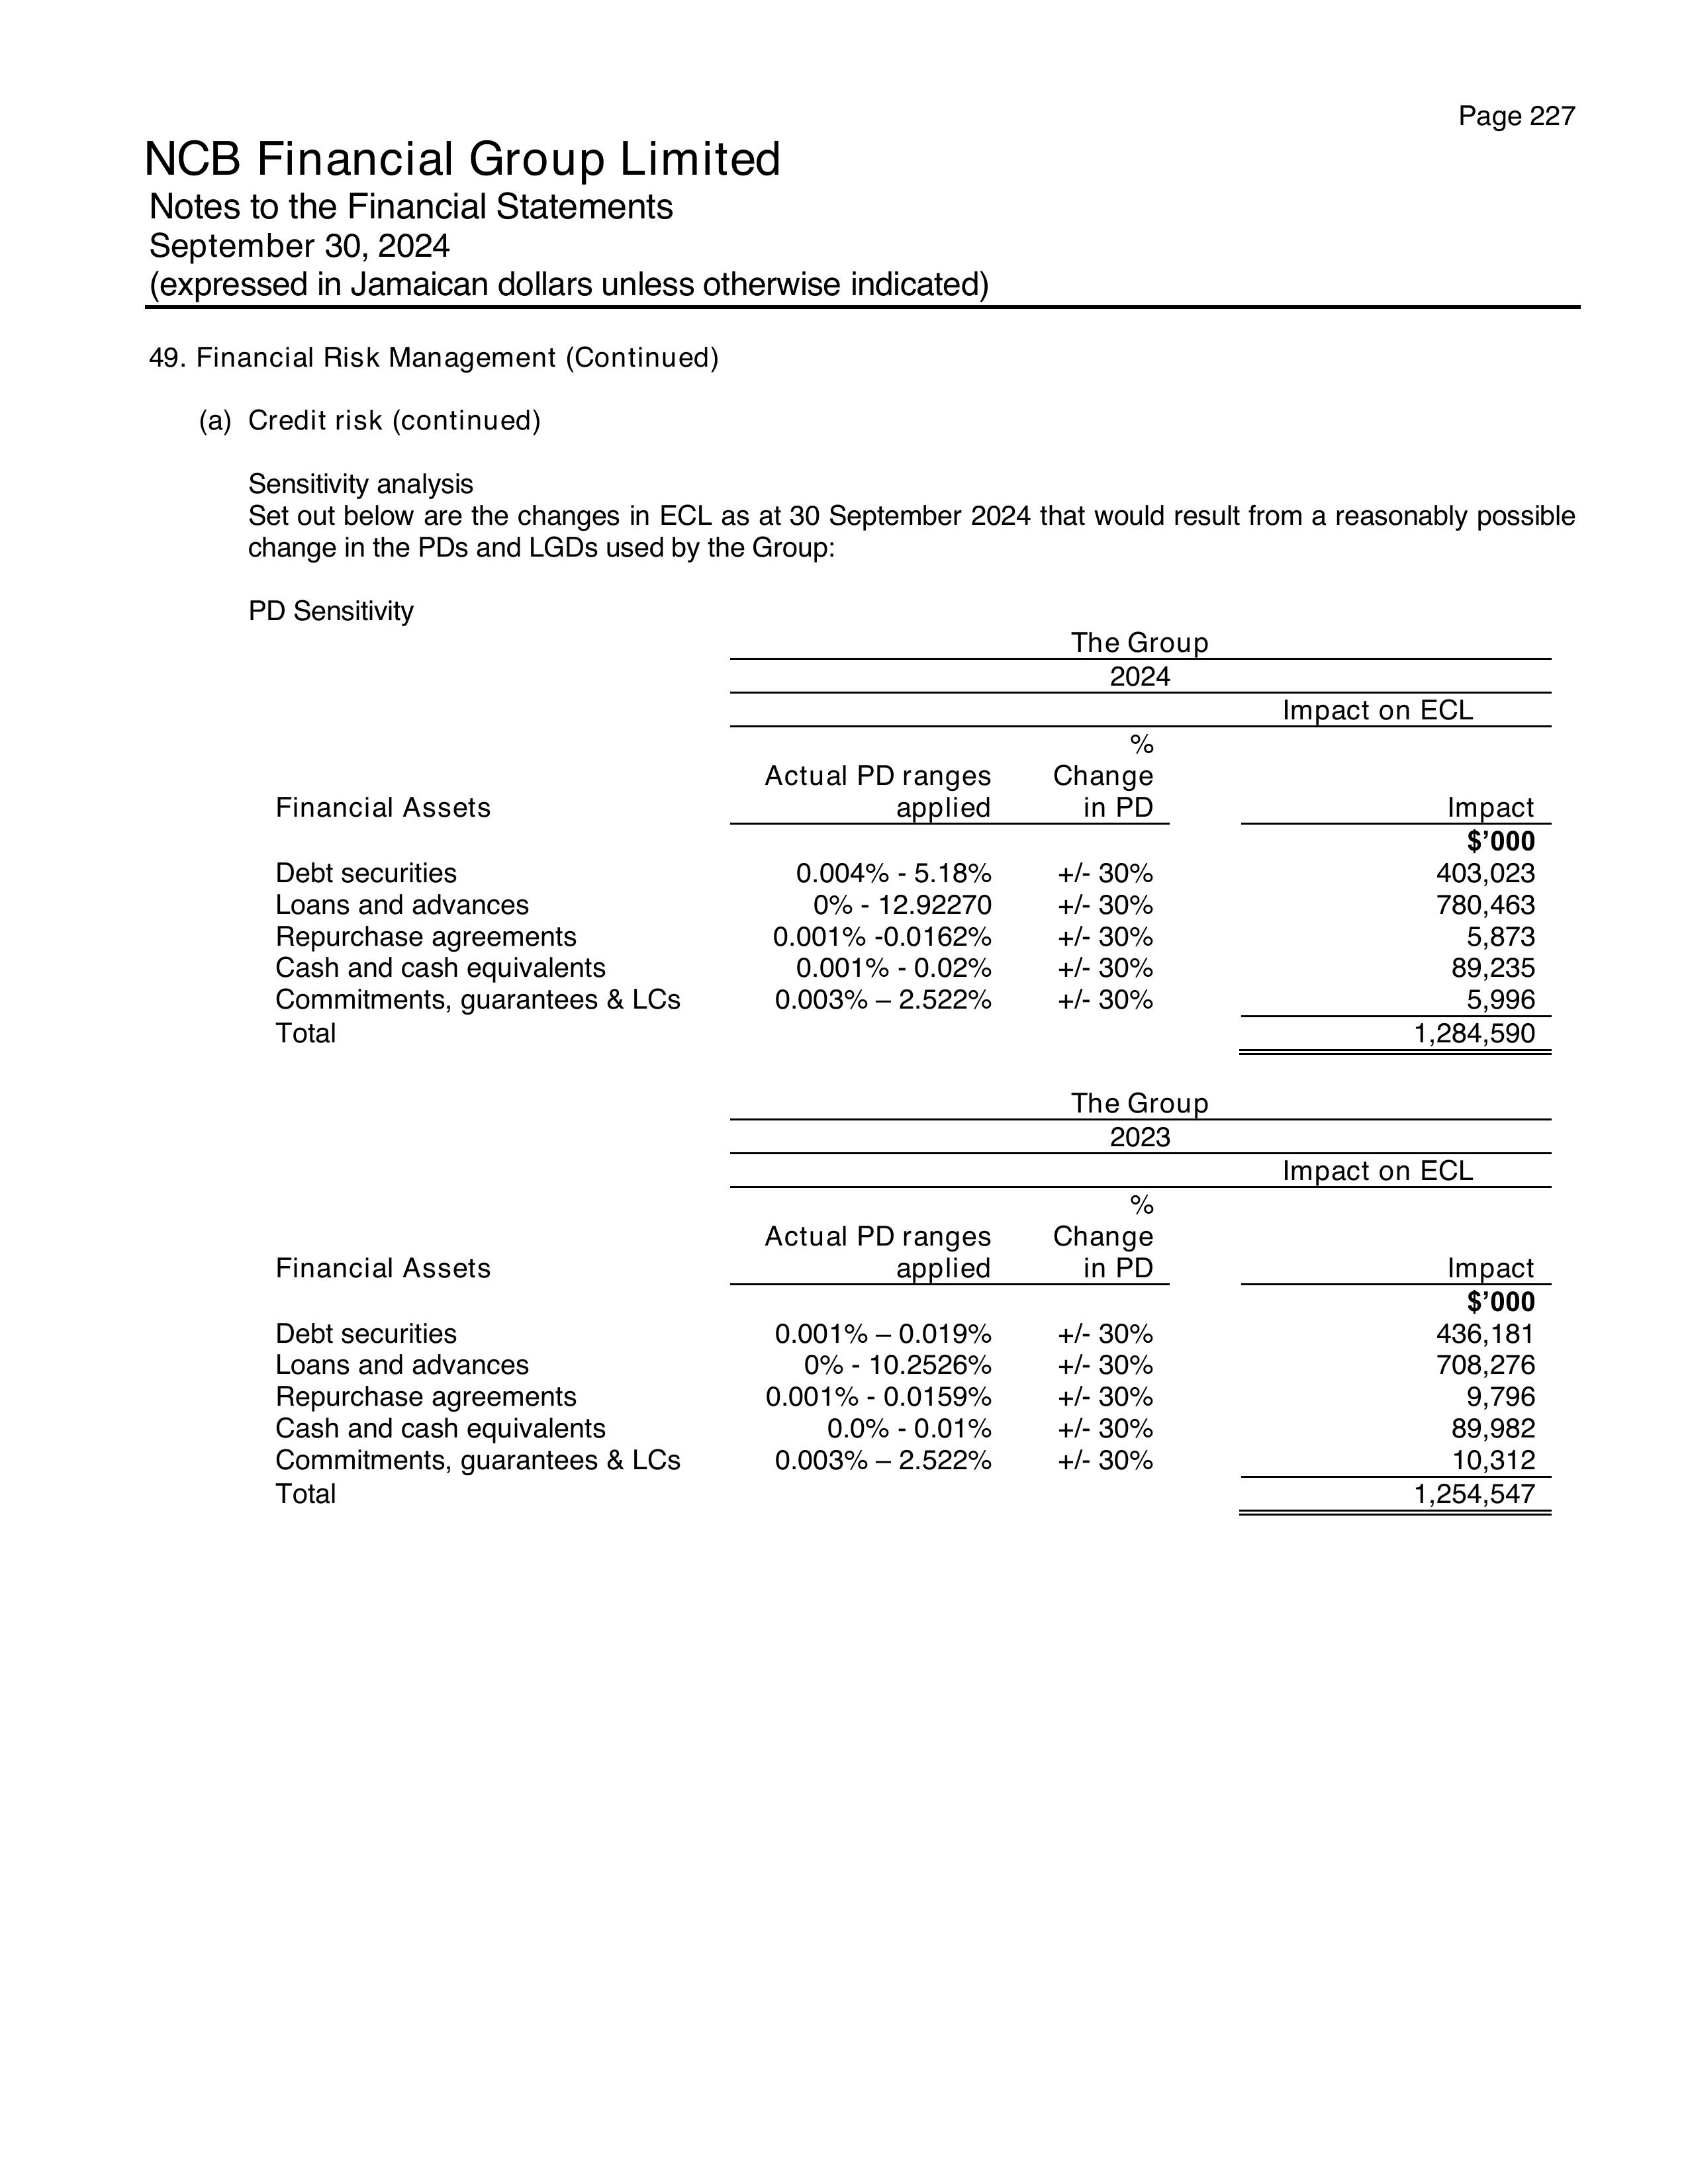 Page 227
NCB Financial Group Limited
Notes to the Financial Statements
September 30, 2024
(expressed in Jamaican dollars unless otherwise indicated)
49. Financial Risk Management (Continued)
(a) Credit risk (continued)
Sensitivity analysis
Set out below are the changes in ECL as at 30 September 2024 that would result from a reasonably possible
change in the PDs and LGDs used by the Group:
PD Sensitivity
The Group
2024
Impact on ECL
%
Actual PD ranges Change
Financial Assets applied in PD Impact
$’000
Debt securities 0.004% - 5.18% +/- 30% 403,023
Loans and advances 0% - 12.92270 +/- 30% 780,463
Repurchase agreements 0.001% -0.0162% +/- 30% 5,873
Cash and cash equivalents 0.001% - 0.02% +/- 30% 89,235
Commitments, guarantees & LCs 0.003% – 2.522% +/- 30% 5,996
Total 1,284,590
The Group
2023
Impact on ECL
%
Actual PD ranges Change
Financial Assets applied in PD Impact
$’000
Debt securities 0.001% – 0.019% +/- 30% 436,181
Loans and advances 0% - 10.2526% +/- 30% 708,276
Repurchase agreements 0.001% - 0.0159% +/- 30% 9,796
Cash and cash equivalents 0.0% - 0.01% +/- 30% 89,982
Commitments, guarantees & LCs 0.003% – 2.522% +/- 30% 10,312
Total 1,254,547